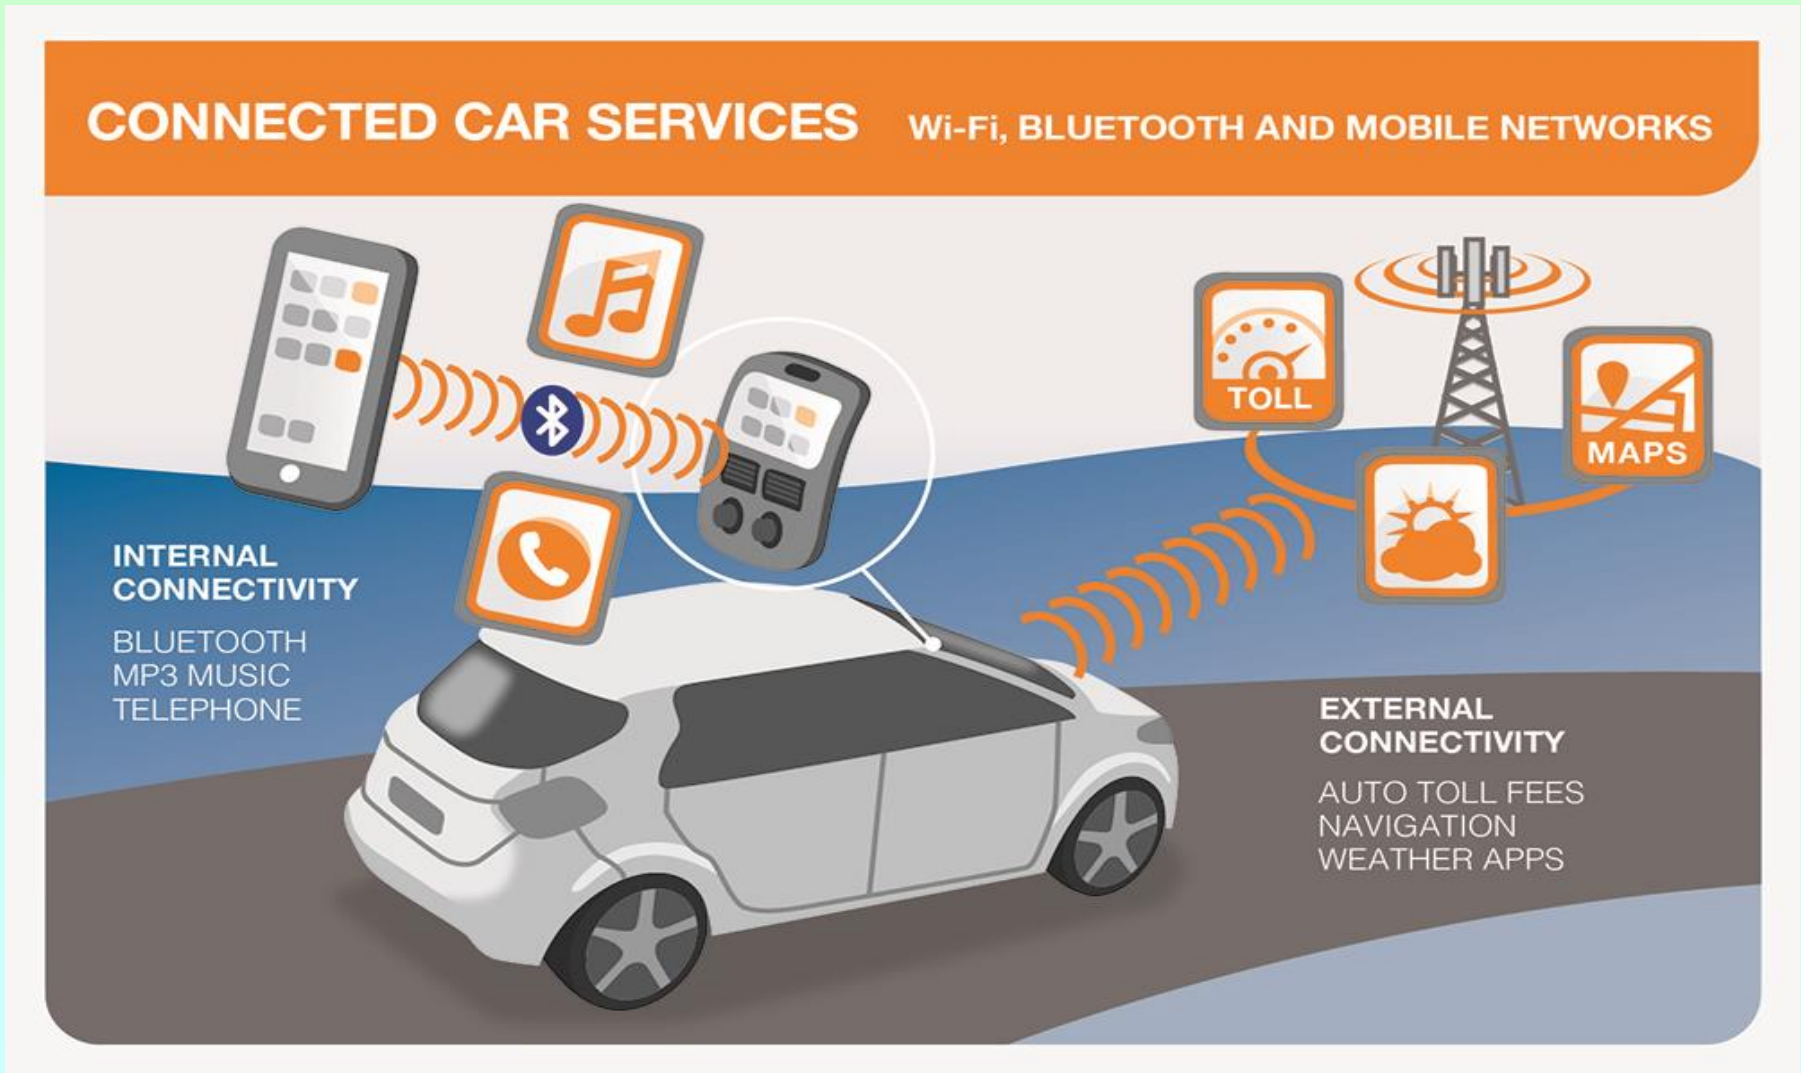 CONNECTED CAR SERVICES Wi-Fi, BLUETOOTH AND MOBILE NETWORKS
TOLL
MAPS
INTERNAL
CONNECTIVITY
BLUETOOTH
MP3 MUSIC
TELEPHONE
EXTERNAL
CONNECTIVITY
AUTO TOLL FEES
NAVIGATION
WEATHER APPS